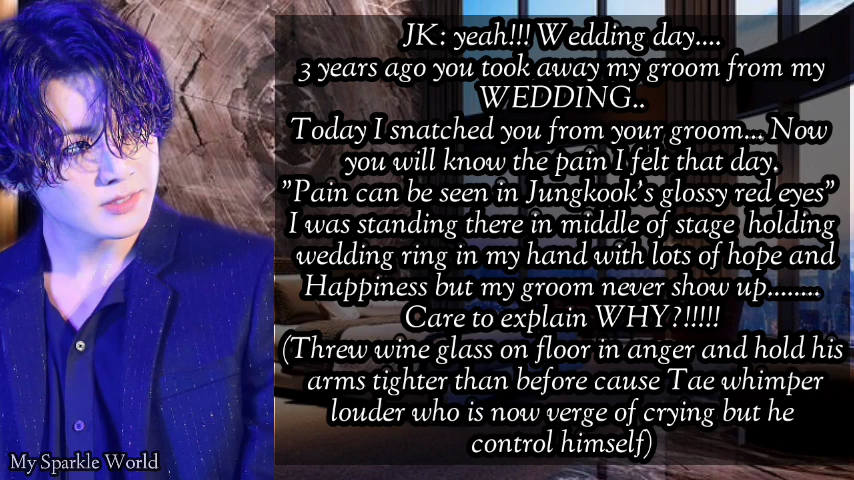 JK: yeah!!! Wedding day....
3 years ago you took away my groom from my
WEDDING..
Today I snatched you from your groom... Now
you will know the pain I felt that day.
"Pain can be seen in Jungkook's glossy red eyes"
I was standing there in middle of stage holding
wedding ring in my hand with lots of hope and
Happiness but my groom never show up........
Care to explain WHY?!!!!!
(Threw wine glass on floor in anger and hold his
arms tighter than before cause Tae whimper
louder who is now verge of crying but he
control himself)
My Sparkle World